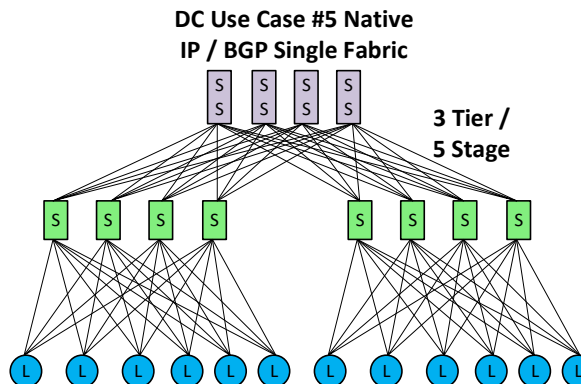 DC Use Case #5 Native
IP / BGP Single Fabric
S S S S
S S S S
3 Tier /
5 Stage
S S S S S S S S
L L L L L L L L L L L L